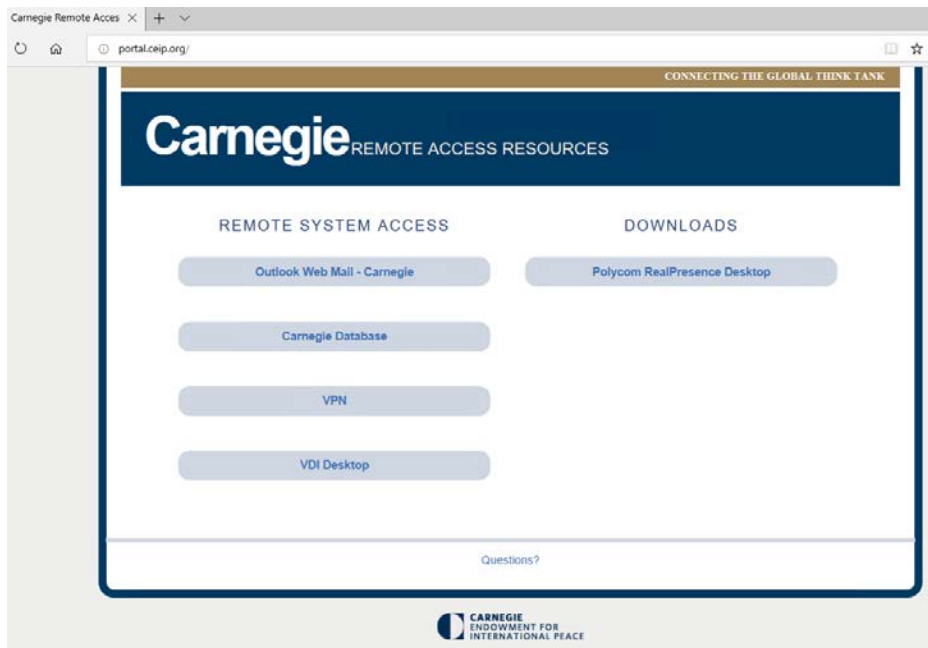 Carnegie Remote Acces
portal.ceip.org/
CONNECTING THE GLOBAL THINK TANK
Carnegie REMOTE ACCESS RESOURCES
REMOTE SYSTEM ACCESS
Outlook Web Mail - Carnegie
Carnegie Database
VPN
VDI Desktop
DOWNLOADS
Polycom RealPresence Desktop
Questions?
CARNEGIE
ENDOWMENT FOR
INTERNATIONAL PEACE